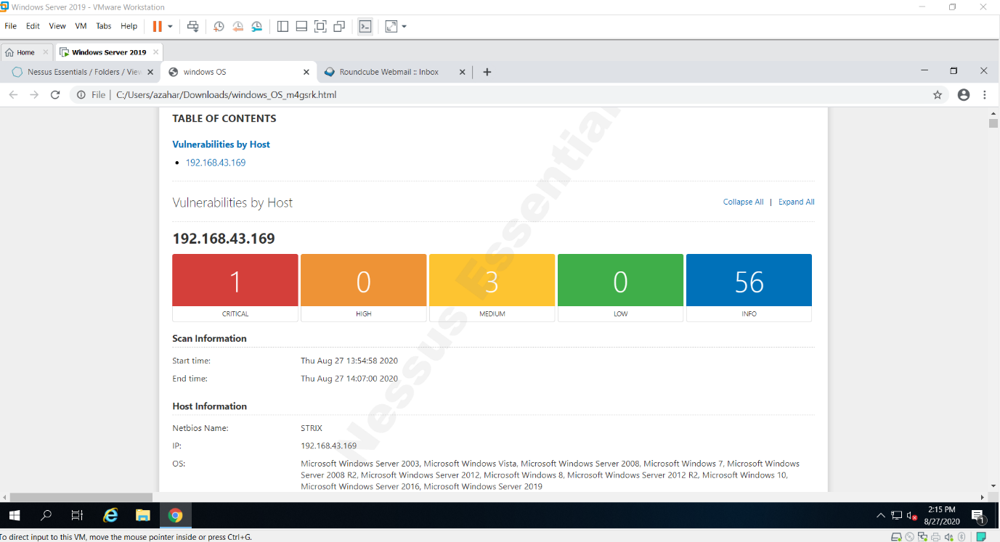 Windows Server 2019 - VMware Workstation
File Edit View VM Tabs Help
Home
Windows Server 2019
Nessus Essentials / Folders / View
windows OS
Roundcube Webmail :: Inbox
File | C:/Users/azahar/Downloads/windows_OS_m4gsrk.html
TABLE OF CONTENTS
Vulnerabilities by Host
• 192.168.43.169
Vulnerabilities by Host
Collapse All | Expand All
192.168.43.169
1 0 3 0 56
CRITICAL HIGH MEDIUM LOW INFO
Scan Information
Start time: Thu Aug 27 13:54:58 2020
End time: Thu Aug 27 14:07:00 2020
Host Information
Netbios Name: STRIX
IP: 192.168.43.169
OS: Microsoft Windows Server 2003, Microsoft Windows Vista, Microsoft Windows Server 2008, Microsoft Windows 7, Microsoft Windows
Server 2008 R2, Microsoft Windows Server 2012, Microsoft Windows 8, Microsoft Windows Server 2012 R2, Microsoft Windows 10,
Microsoft Windows Server 2016, Microsoft Windows Server 2019
Nessus Essential
2:15 PM
8/27/2020
1
To direct input to this VM, move the mouse pointer inside or press Ctrl+G.